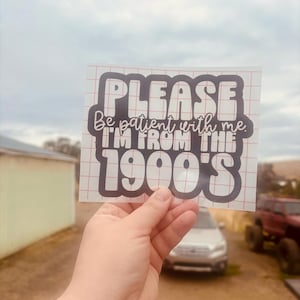 PLEASE
Be patient with me
I'M FROM THE
1900'S